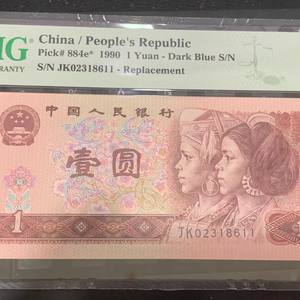 MG
ARANTY
China / People's Republic
Pick# 884e* 1990 1 Yuan - Dark Blue S/N
S/N JK02318611 - Replacement
中国人民银行
壹圆
1
JK02318611